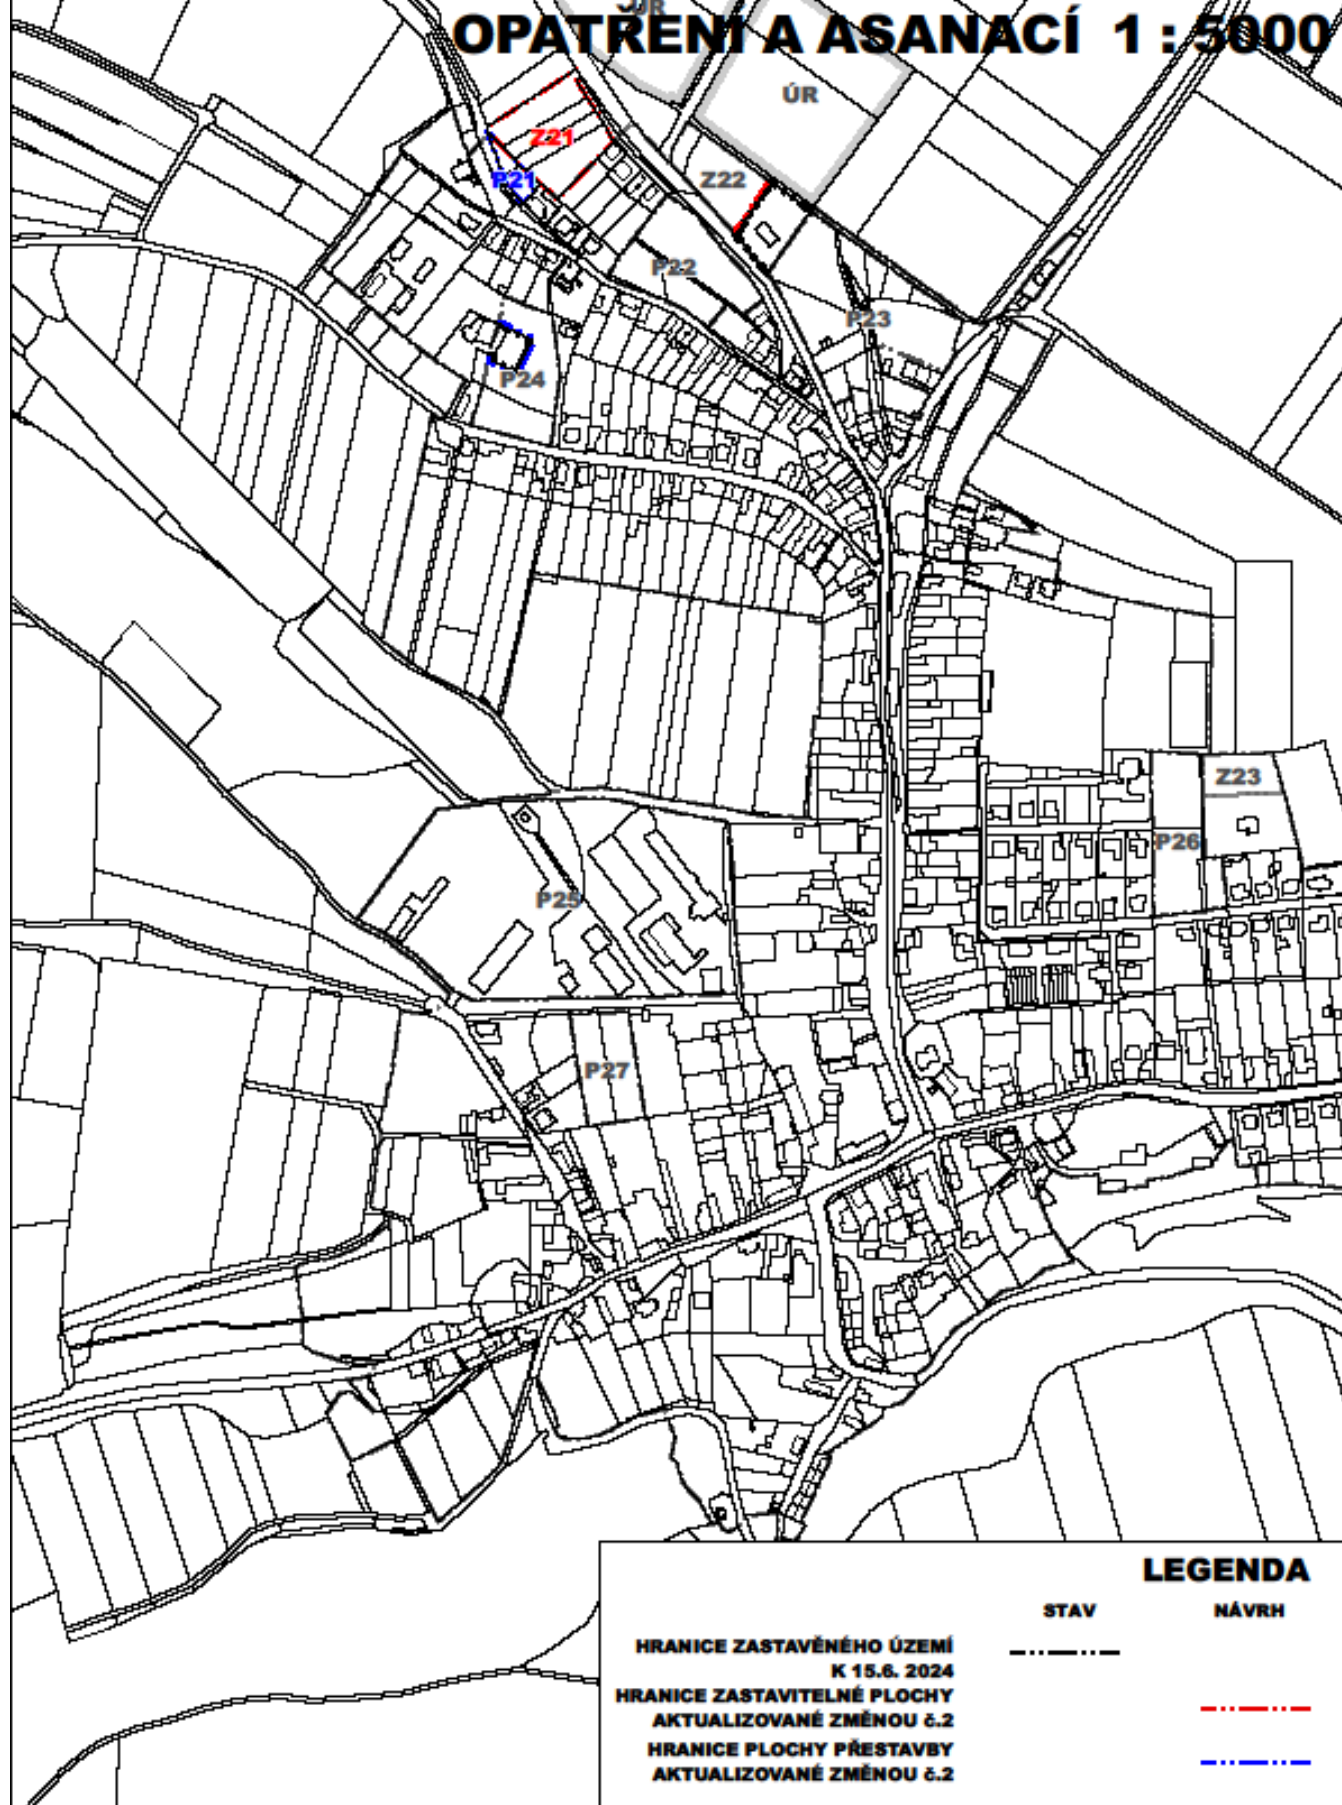 ÚR
OPATŘENÍ A ASANACÍ 1 : 5000
ÚR
Z21
P21
Z22
P22
P23
P24
Z23
P26
P25
P27
LEGENDA
STAV NÁVRH
HRANICE ZASTAVĚNÉHO ÚZEMÍ
K 15.6. 2024
HRANICE ZASTAVITELNÉ PLOCHY
AKTUALIZOVANÉ ZMĚNOU č.2
HRANICE PLOCHY PŘESTAVBY
AKTUALIZOVANÉ ZMĚNOU č.2